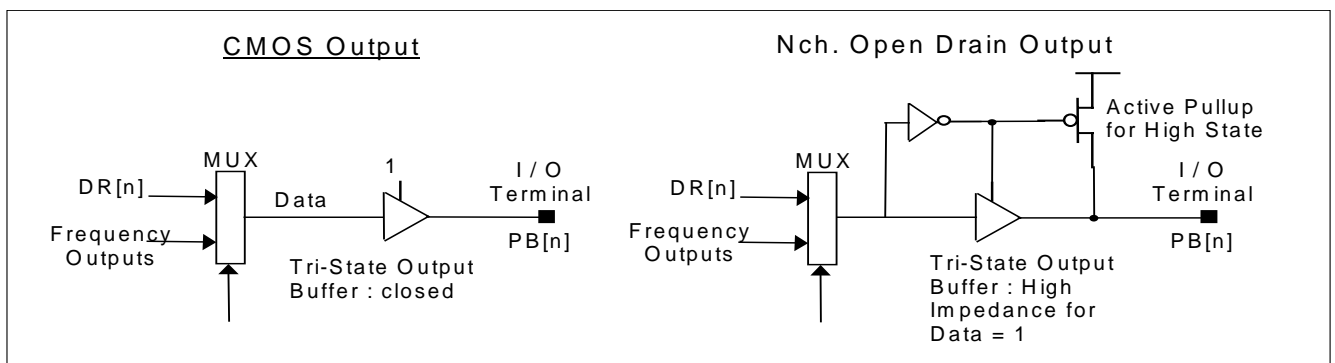 CMOS Output
MUX
DR[n]
Frequency
Outputs
Data
1
I / O
Terminal
PB[n]
Tri-State Output
Buffer : closed
Nch. Open Drain Output
Active Pullup
for High State
MUX
DR[n]
Frequency
Outputs
I / O
Terminal
PB[n]
Tri-State Output
Buffer : High
Impedance for
Data = 1